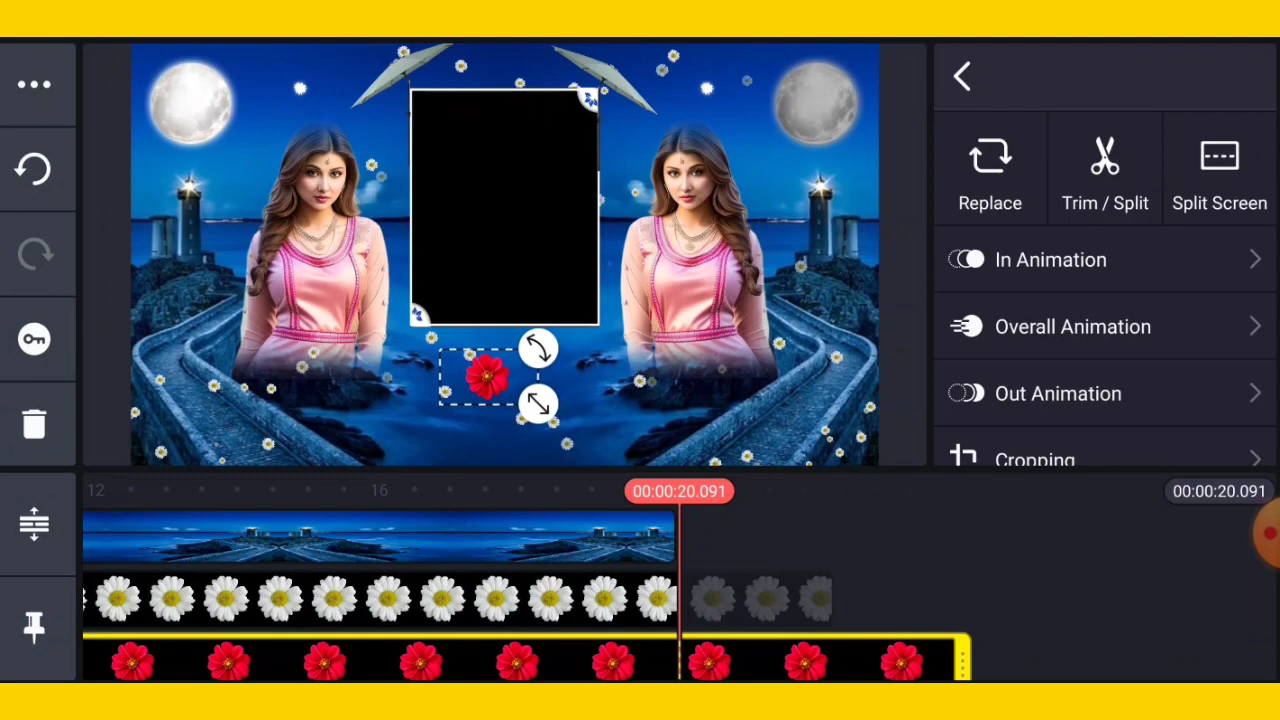 Replace
Trim / Split
Split Screen
In Animation
Overall Animation
Out Animation
Cropping
12
16
00:00:20.091
00:00:20.091